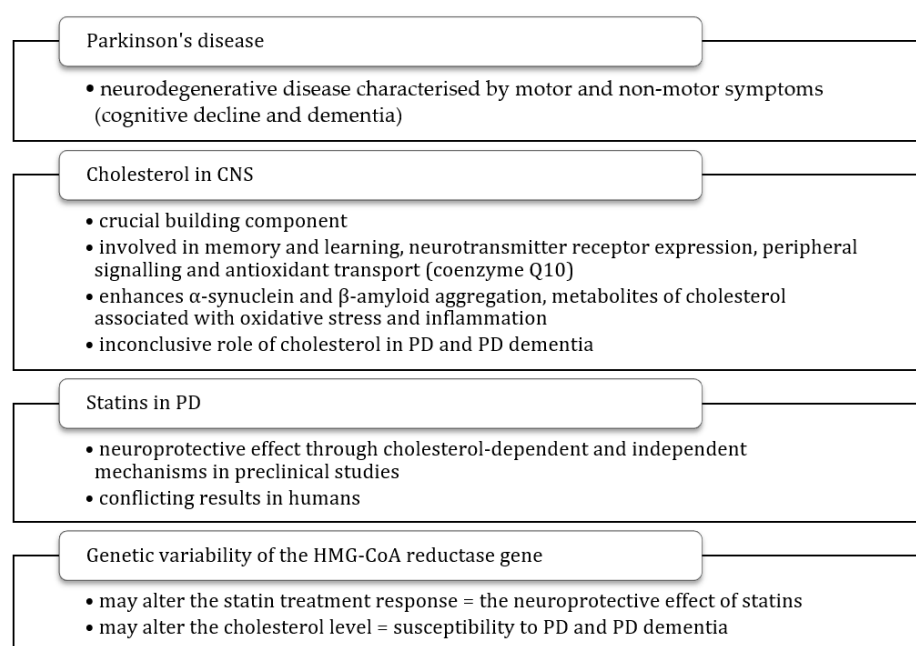 Parkinson's disease
• neurodegenerative disease characterised by motor and non-motor symptoms
(cognitive decline and dementia)
Cholesterol in CNS
• crucial building component
• involved in memory and learning, neurotransmitter receptor expression, peripheral
signalling and antioxidant transport (coenzyme Q10)
• enhances α-synuclein and β-amyloid aggregation, metabolites of cholesterol
associated with oxidative stress and inflammation
• inconclusive role of cholesterol in PD and PD dementia
Statins in PD
• neuroprotective effect through cholesterol-dependent and independent
mechanisms in preclinical studies
• conflicting results in humans
Genetic variability of the HMG-CoA reductase gene
• may alter the statin treatment response = the neuroprotective effect of statins
• may alter the cholesterol level = susceptibility to PD and PD dementia